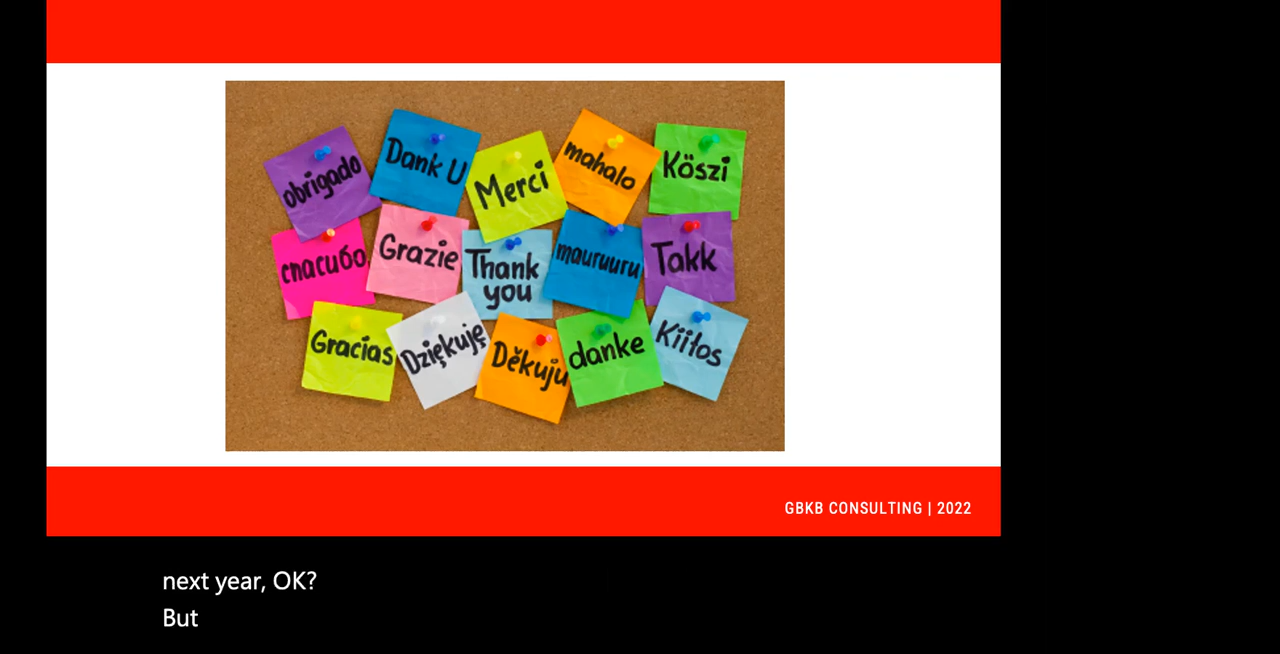 obrigado
Dank U
Merci
mahalo
Köszi
спасибо
Grazie
Thank
you
mauruuru
Takk
Gracias
Dziękuję
Děkuju
danke
Kiitos
GBKB CONSULTING | 2022
next year, OK?
But